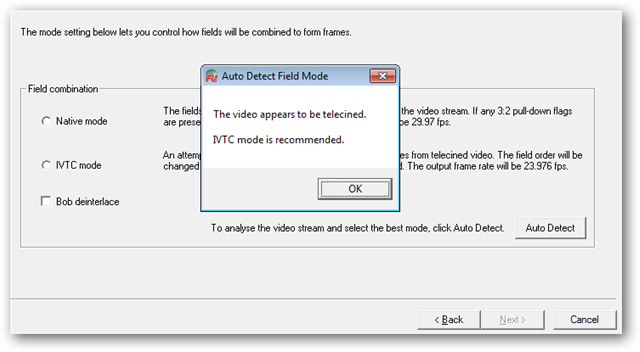 The mode setting below lets you control how fields will be combined to form frames.
Auto Detect Field Mode
The video appears to be telecined.
IVTC mode is recommended.
OK
Field combination
Native mode
The fields
the video stream. If any 3:2 pull-down flags
are prese
be 29.97 fps.
IVTC mode
An attemp
es from telecined video. The field order will be
changed
d. The output frame rate will be 23.976 fps.
Bob deinterlace
To analyse the video stream and select the best mode, click Auto Detect.
Auto Detect
< Back
Next >
Cancel